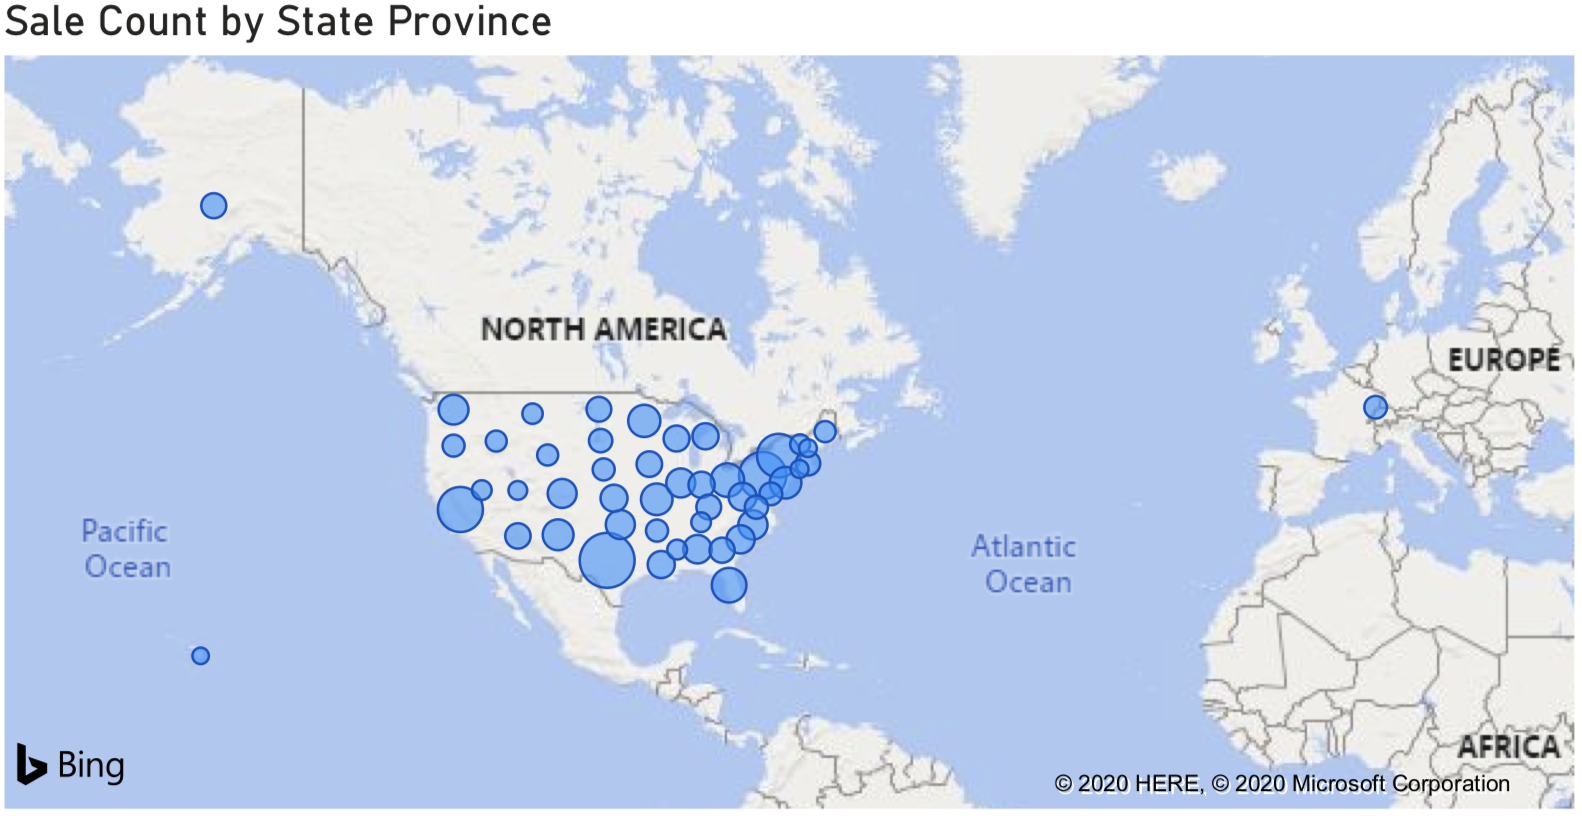 Sale Count by State Province
NORTH AMERICA
EUROPE
Pacific
Ocean
Atlantic
Ocean
AFRICA
Bing
© 2020 HERE, © 2020 Microsoft Corporation